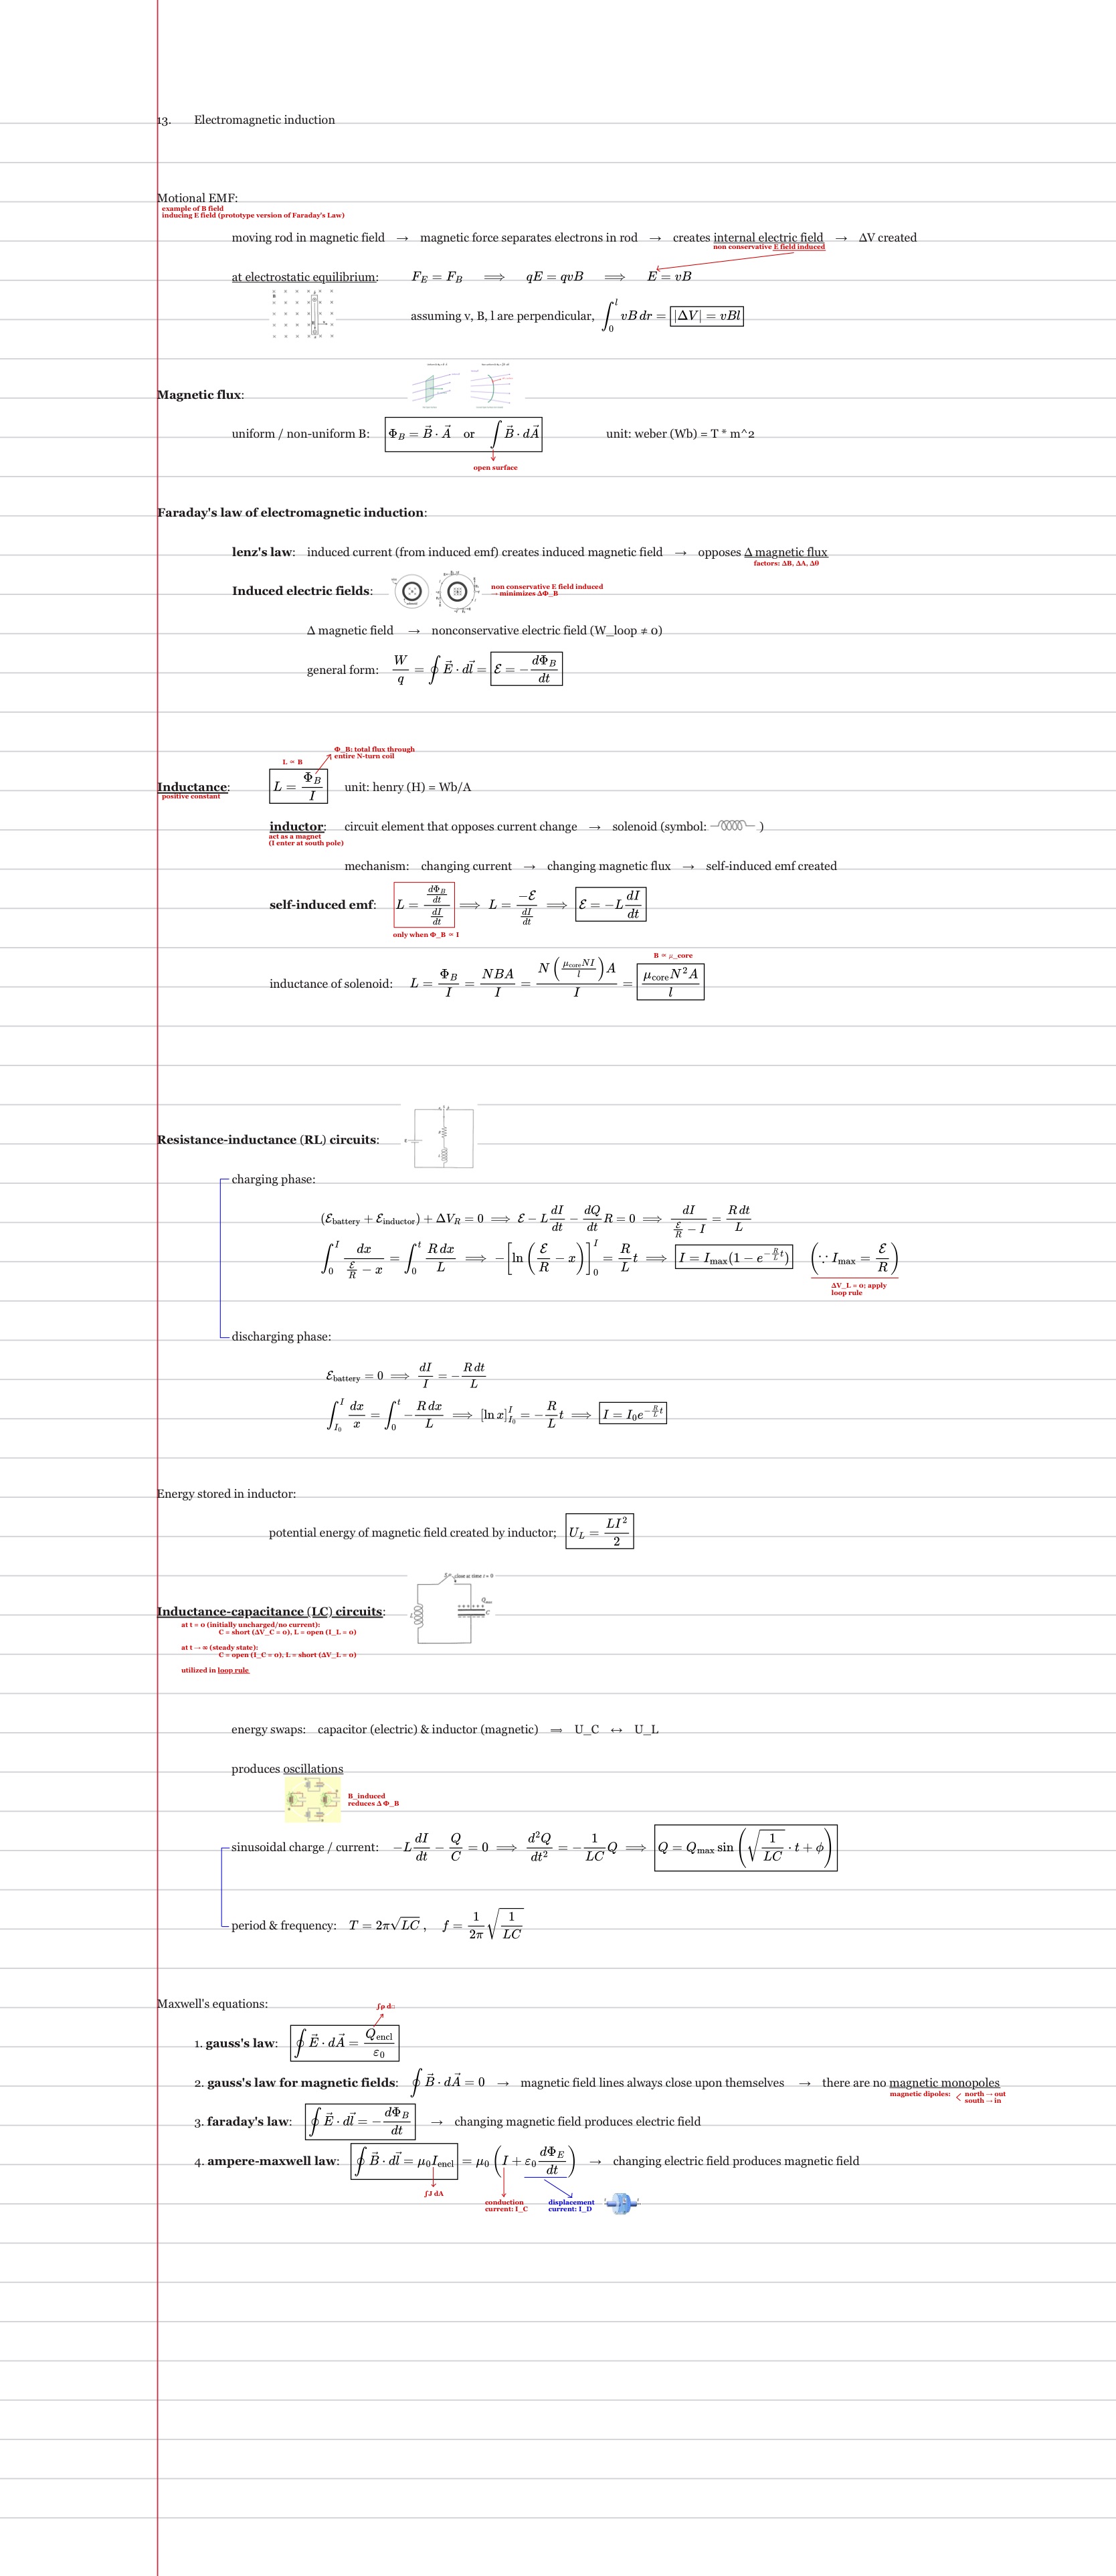 13. Electromagnetic induction
Motional EMF:
example of B field
inducing E field (prototype version of Faraday's Law)
moving rod in magnetic field → magnetic force separates electrons in rod → creates internal electric field → ΔV created
non conservative E field induced
at electrostatic equilibrium: F_E = F_B ⟹ qE = qvB ⟹ E = vB
assuming v, B, l are perpendicular, ∫_0^l vB dr = |ΔV| = vBl
Magnetic flux:
uniform / non-uniform B: Φ_B = B⃗ · A⃗ or ∫ B⃗ · dA⃗ unit: weber (Wb) = T * m^2
open surface
Faraday's law of electromagnetic induction:
lenz's law: induced current (from induced emf) creates induced magnetic field → opposes Δ magnetic flux
factors: ΔB, ΔA, Δθ
Induced electric fields: non conservative E field induced
→ minimizes ΔΦ_B
Δ magnetic field → nonconservative electric field (W_loop ≠ 0)
general form: W/q = ∮ E⃗ · dl⃗ = ℰ = −dΦ_B/dt
Φ_B: total flux through
entire N-turn coil
L ∝ B
Inductance: L = Φ_B/I unit: henry (H) = Wb/A
positive constant
inductor: circuit element that opposes current change → solenoid (symbol: )
act as a magnet
(I enter at south pole)
mechanism: changing current → changing magnetic flux → self-induced emf created
self-induced emf: L = (dΦ_B/dt)/(dI/dt) ⟹ L = −ℰ/(dI/dt) ⟹ ℰ = −L dI/dt
only when Φ_B ∝ I
B ∝ μ_core
inductance of solenoid: L = Φ_B/I = NBA/I = N(μ_core NI/l)A/I = μ_core N²A/l
Resistance-inductance (RL) circuits:
charging phase:
(ℰ_battery + ℰ_inductor) + ΔV_R = 0 ⟹ ℰ − L dI/dt − dQ/dt R = 0 ⟹ dI/(ℰ/R − I) = R dt/L
∫_0^I dx/(ℰ/R − x) = ∫_0^t R dx/L ⟹ −[ln(ℰ/R − x)]_0^I = R/L t ⟹ I = I_max(1 − e^{−R/L t}) (∵ I_max = ℰ/R)
ΔV_L = 0; apply
loop rule
discharging phase:
ℰ_battery = 0 ⟹ dI/I = −R dt/L
∫_{I_0}^I dx/x = ∫_0^t −R dx/L ⟹ [ln x]_{I_0}^I = −R/L t ⟹ I = I_0 e^{−R/L t}
Energy stored in inductor:
potential energy of magnetic field created by inductor; U_L = LI²/2
close at time t = 0
Inductance-capacitance (LC) circuits:
at t = 0 (initially uncharged/no current):
C = short (ΔV_C = 0), L = open (I_L = 0)
at t → ∞ (steady state):
C = open (I_C = 0), L = short (ΔV_L = 0)
utilized in loop rule
energy swaps: capacitor (electric) & inductor (magnetic) ⟹ U_C ↔ U_L
produces oscillations
B_induced
reduces Δ Φ_B
sinusoidal charge / current: −L dI/dt − Q/C = 0 ⟹ d²Q/dt² = −1/LC Q ⟹ Q = Q_max sin(√(1/LC) · t + φ)
period & frequency: T = 2π√LC , f = 1/2π √(1/LC)
Maxwell's equations:
∫ρ d
1. gauss's law: ∮ E⃗ · dA⃗ = Q_encl/ε_0
2. gauss's law for magnetic fields: ∮ B⃗ · dA⃗ = 0 → magnetic field lines always close upon themselves → there are no magnetic monopoles
magnetic dipoles: < north → out
south → in
3. faraday's law: ∮ E⃗ · dl⃗ = −dΦ_B/dt → changing magnetic field produces electric field
4. ampere-maxwell law: ∮ B⃗ · dl⃗ = μ_0 I_encl = μ_0 (I + ε_0 dΦ_E/dt) → changing electric field produces magnetic field
∫J dA
conduction
current: I_C
displacement
current: I_D